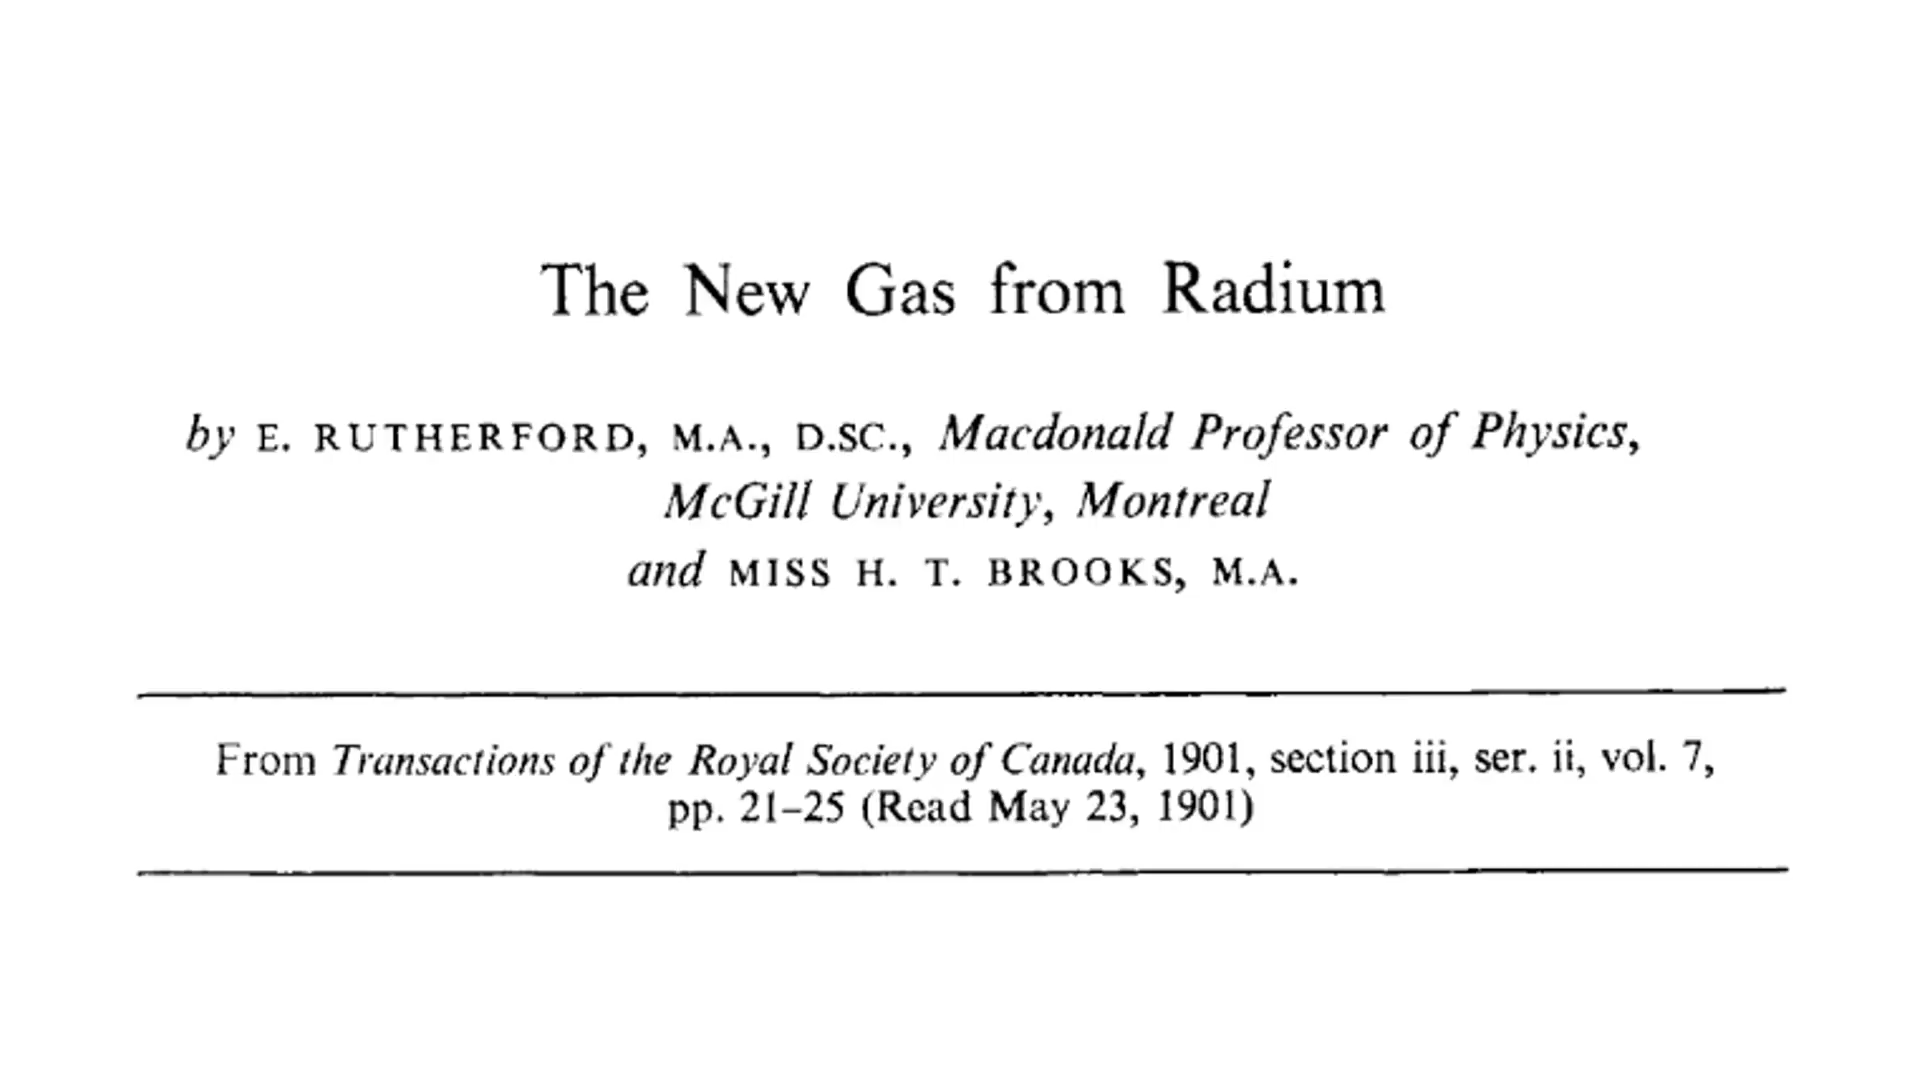 The New Gas from Radium
by E. RUTHERFORD, M.A., D.SC., Macdonald Professor of Physics,
McGill University, Montreal
and MISS H. T. BROOKS, M.A.
From Transactions of the Royal Society of Canada, 1901, section iii, ser. ii, vol. 7,
pp. 21–25 (Read May 23, 1901)